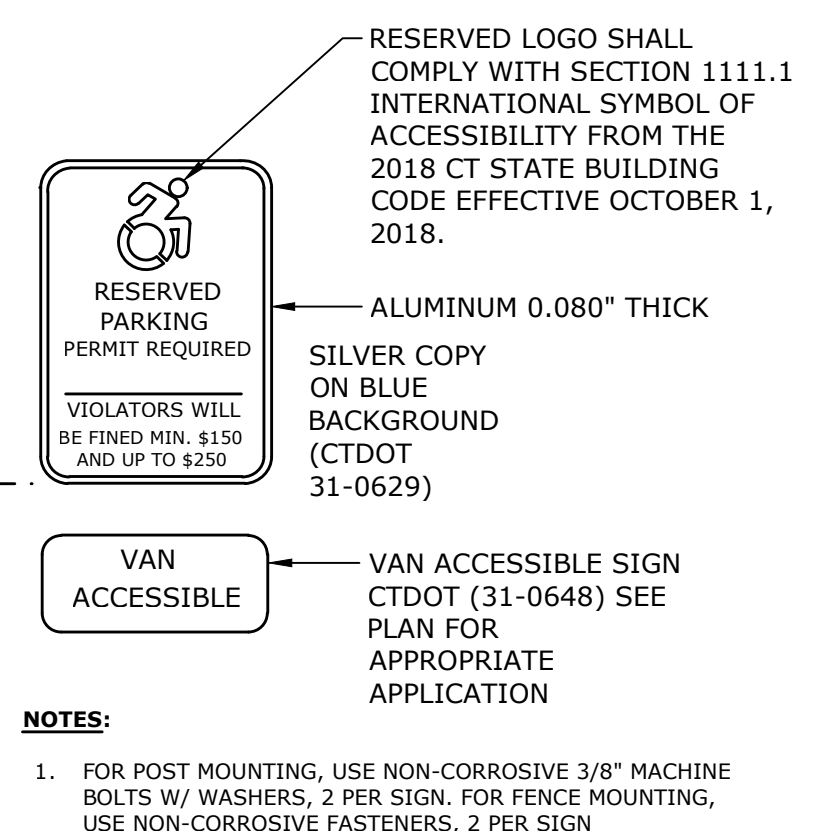 RESERVED LOGO SHALL
COMPLY WITH SECTION 1111.1
INTERNATIONAL SYMBOL OF
ACCESSIBILITY FROM THE
2018 CT STATE BUILDING
CODE EFFECTIVE OCTOBER 1,
2018.
RESERVED
PARKING
PERMIT REQUIRED
VIOLATORS WILL
BE FINED MIN. $150
AND UP TO $250
ALUMINUM 0.080" THICK
SILVER COPY
ON BLUE
BACKGROUND
(CTDOT
31-0629)
VAN
ACCESSIBLE
VAN ACCESSIBLE SIGN
CTDOT (31-0648) SEE
PLAN FOR
APPROPRIATE
APPLICATION
NOTES:
1. FOR POST MOUNTING, USE NON-CORROSIVE 3/8" MACHINE
BOLTS W/ WASHERS, 2 PER SIGN. FOR FENCE MOUNTING,
USE NON-CORROSIVE FASTENERS, 2 PER SIGN